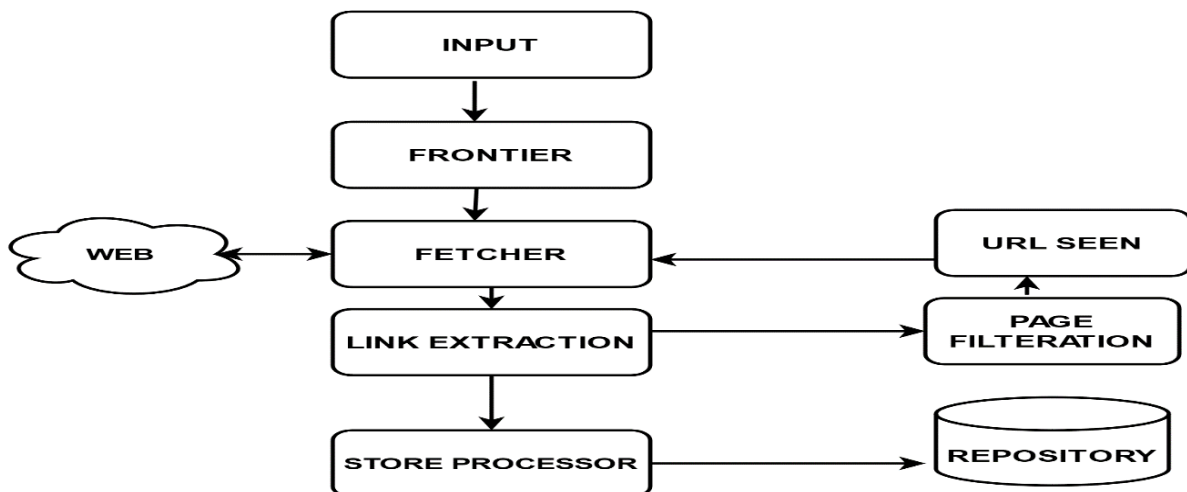 INPUT
FRONTIER
WEB
FETCHER
URL SEEN
LINK EXTRACTION
PAGE
FILTERATION
STORE PROCESSOR
REPOSITORY